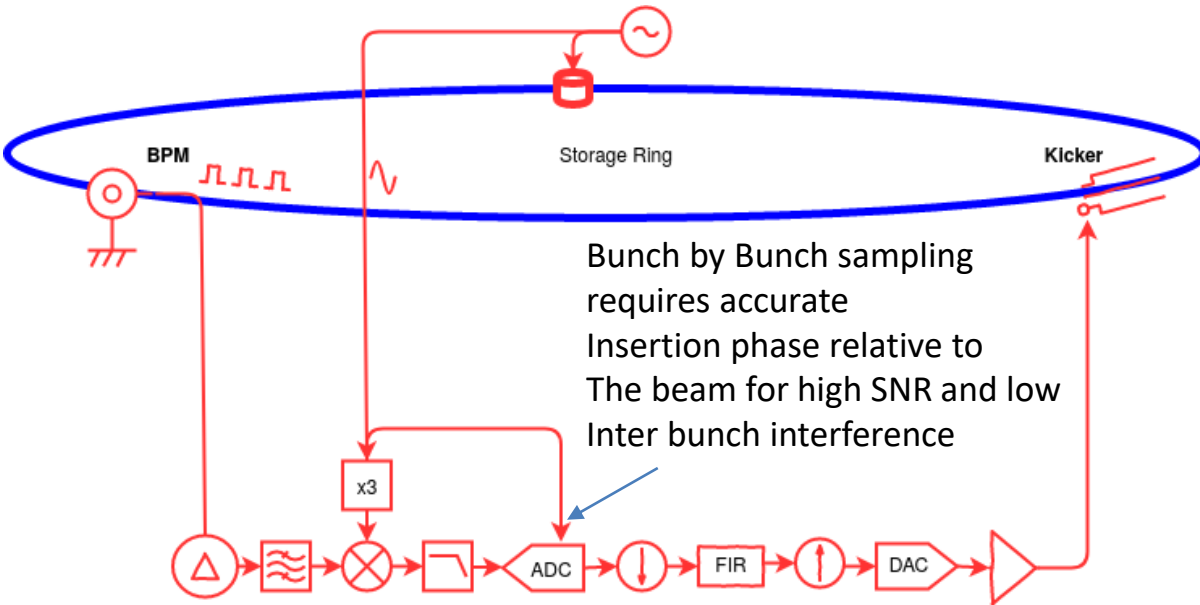 BPM
Storage Ring
Kicker
Bunch by Bunch sampling
requires accurate
Insertion phase relative to
The beam for high SNR and low
Inter bunch interference
x3
Δ
ADC
FIR
DAC